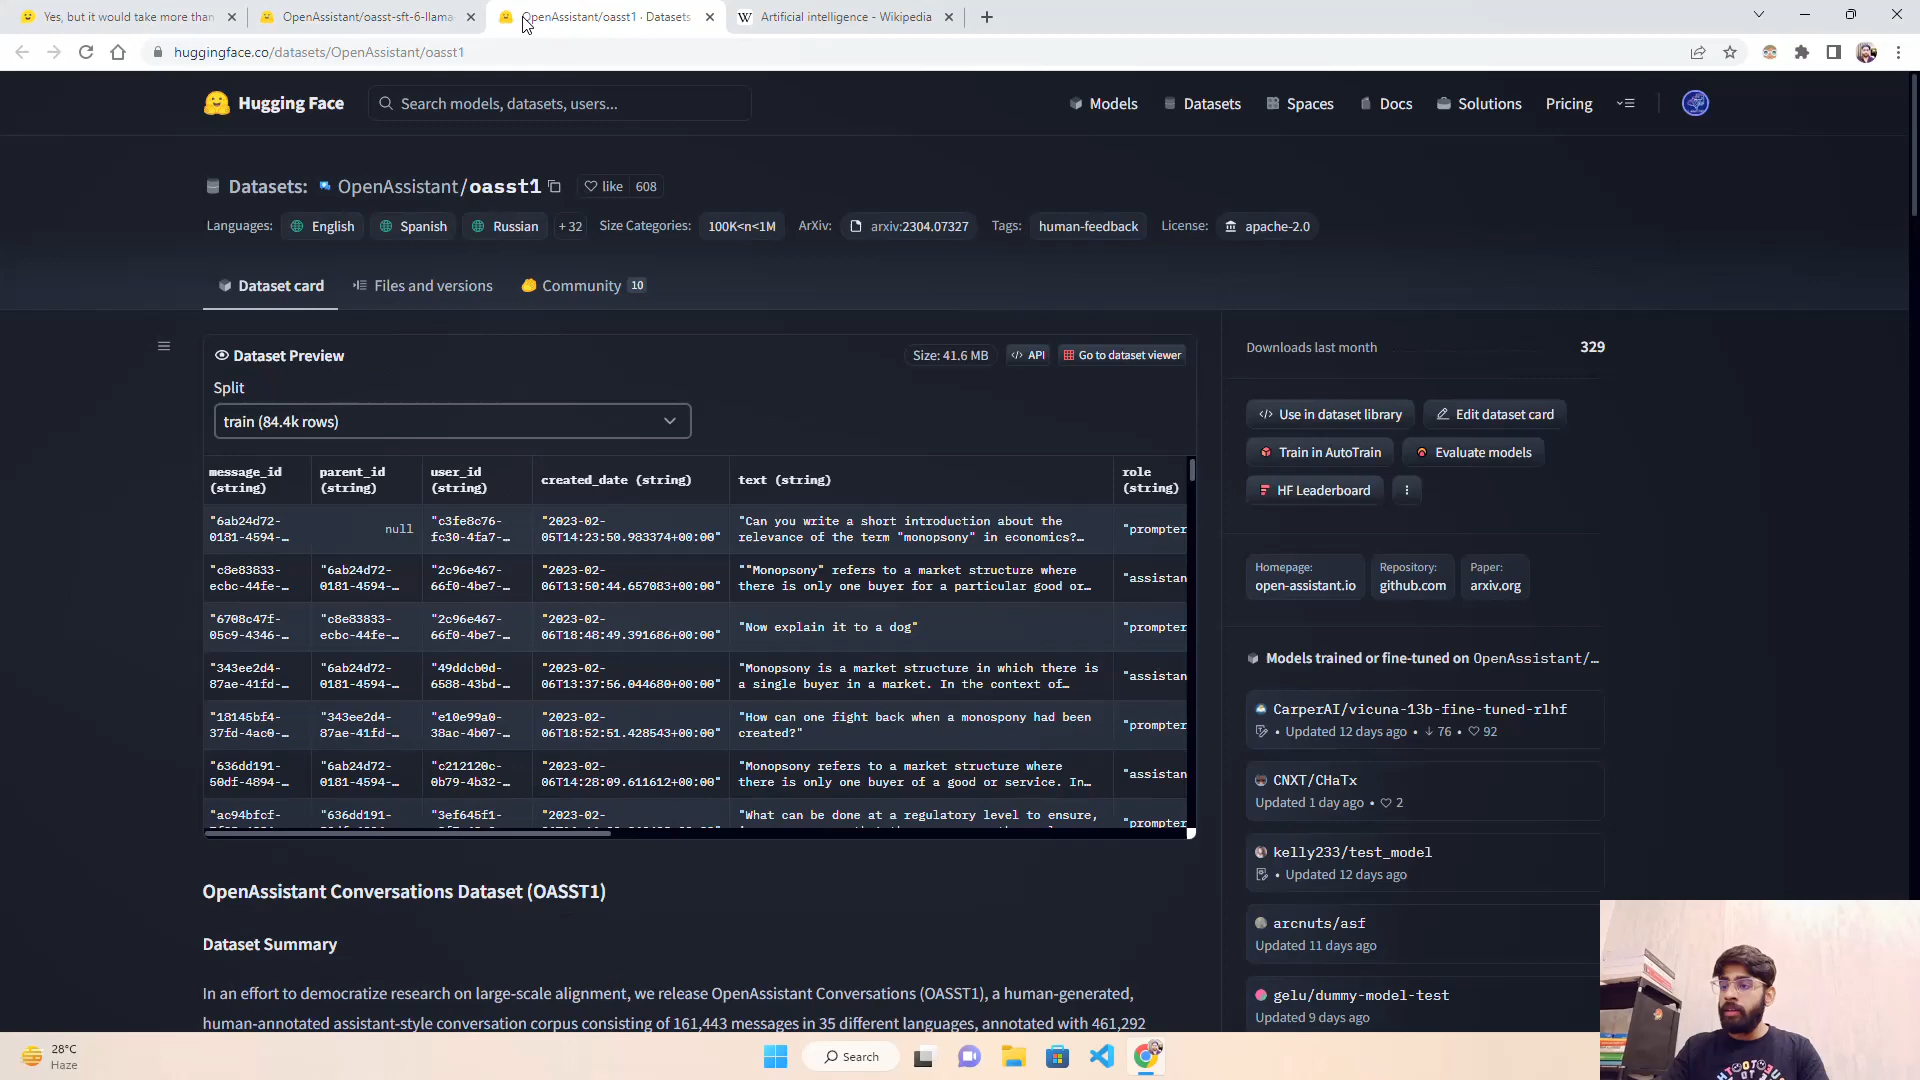 Yes, but it would take more than
OpenAssistant/oasst-sft-6-llama
OpenAssistant/oasst1 · Datasets
W Artificial intelligence - Wikipedia
huggingface.co/datasets/OpenAssistant/oasst1
Hugging Face
Search models, datasets, users...
Models
Datasets
Spaces
Docs
Solutions
Pricing
Datasets: OpenAssistant/oasst1
like 608
Languages: English Spanish Russian + 32 Size Categories: 100K<n<1M ArXiv: arxiv:2304.07327 Tags: human-feedback License: apache-2.0
Dataset card
Files and versions
Community 10
Dataset Preview
Size: 41.6 MB
API
Go to dataset viewer
Split
train (84.4k rows)
message_id (string) parent_id (string) user_id (string) created_date (string) text (string) role (string)
"6ab24d72-0181-4594-… null "c3fe8c76-fc30-4fa7-… "2023-02-05T14:23:50.983374+00:00" "Can you write a short introduction about the relevance of the term "monopsony" in economics?… "prompter
"c8e83833-ecbc-44fe-… "6ab24d72-0181-4594-… "2c96e467-66f0-4be7-… "2023-02-06T13:50:44.657083+00:00" ""Monopsony" refers to a market structure where there is only one buyer for a particular good or… "assistan
"6708c47f-05c9-4346-… "c8e83833-ecbc-44fe-… "2c96e467-66f0-4be7-… "2023-02-06T18:48:49.391686+00:00" "Now explain it to a dog" "prompter
"343ee2d4-87ae-41fd-… "6ab24d72-0181-4594-… "49ddcb0d-6588-43bd-… "2023-02-06T13:37:56.044680+00:00" "Monopsony is a market structure in which there is a single buyer in a market. In the context of… "assistan
"18145bf4-37fd-4ac0-… "343ee2d4-87ae-41fd-… "e10e99a0-38ac-4b07-… "2023-02-06T18:52:51.428543+00:00" "How can one fight back when a monospony had been created?" "prompter
"636dd191-50df-4894-… "6ab24d72-0181-4594-… "c212120c-0b79-4b32-… "2023-02-06T14:28:09.611612+00:00" "Monopsony refers to a market structure where there is only one buyer of a good or service. In… "assistan
"ac94bfcf- "636dd191- "3ef645f1- "2023-02- "What can be done at a regulatory level to ensure, "prompter
OpenAssistant Conversations Dataset (OASST1)
Dataset Summary
In an effort to democratize research on large-scale alignment, we release OpenAssistant Conversations (OASST1), a human-generated,
human-annotated assistant-style conversation corpus consisting of 161,443 messages in 35 different languages, annotated with 461,292
Downloads last month 329
Use in dataset library
Edit dataset card
Train in AutoTrain
Evaluate models
HF Leaderboard
Homepage:
open-assistant.io
Repository:
github.com
Paper:
arxiv.org
Models trained or fine-tuned on OpenAssistant/…
CarperAI/vicuna-13b-fine-tuned-rlhf
• Updated 12 days ago • 76 • 92
CNXT/CHaTx
Updated 1 day ago • 2
kelly233/test_model
• Updated 12 days ago
arcnuts/asf
Updated 11 days ago
gelu/dummy-model-test
Updated 9 days ago
28°C
Haze
Search